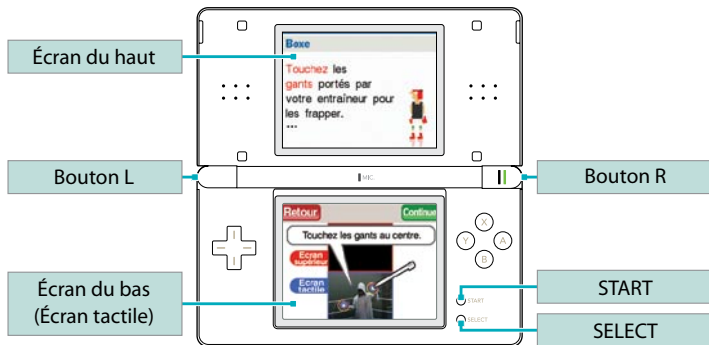 Écran du haut
Boxe
Touchez les
gants portés par
votre entraîneur pour
les frapper.
...
Bouton L
MIC.
Bouton R
Retour
Continue
Touchez les gants au centre.
Écran
supérieur
Écran
tactile
X
Y
A
B
Écran du bas
(Écran tactile)
START
START
SELECT
SELECT